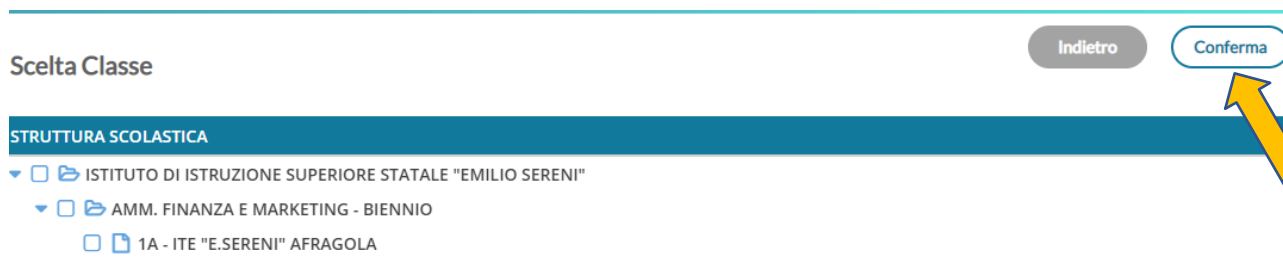 Indietro
Conferma
Scelta Classe
STRUTTURA SCOLASTICA
ISTITUTO DI ISTRUZIONE SUPERIORE STATALE "EMILIO SERENI"
AMM. FINANZA E MARKETING - BIENNIO
1A - ITE "E.SERENI" AFRAGOLA